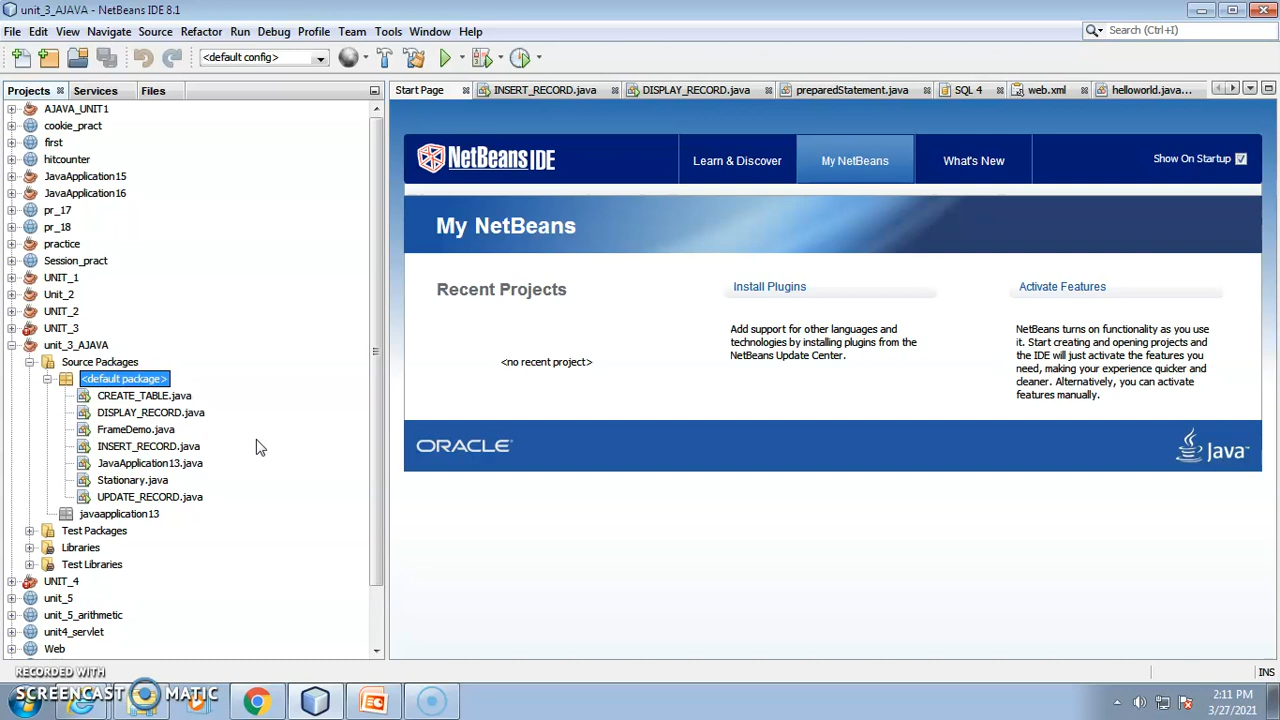 unit_3_AJAVA - NetBeans IDE 8.1
File Edit View Navigate Source Refactor Run Debug Profile Team Tools Window Help
Search (Ctrl+I)
<default config>
Projects Services Files
Start Page INSERT_RECORD.java DISPLAY_RECORD.java preparedStatement.java SQL 4 web.xml helloworld.java...
AJAVA_UNIT1
cookie_pract
first
hitcounter
JavaApplication15
JavaApplication16
pr_17
pr_18
practice
Session_pract
UNIT_1
Unit_2
UNIT_2
UNIT_3
unit_3_AJAVA
Source Packages
<default package>
CREATE_TABLE.java
DISPLAY_RECORD.java
FrameDemo.java
INSERT_RECORD.java
JavaApplication13.java
Stationary.java
UPDATE_RECORD.java
javaapplication13
Test Packages
Libraries
Test Libraries
UNIT_4
unit_5
unit_5_arithmetic
unit4_servlet
Web
NetBeans IDE
Learn & Discover My NetBeans What's New
Show On Startup
My NetBeans
Recent Projects
<no recent project>
Install Plugins
Add support for other languages and
technologies by installing plugins from the
NetBeans Update Center.
Activate Features
NetBeans turns on functionality as you use
it. Start creating and opening projects and
the IDE will just activate the features you
need, making your experience quicker and
cleaner. Alternatively, you can activate
features manually.
ORACLE
Java
INS
RECORDED WITH
SCREENCAST MATIC
2:11 PM
3/27/2021